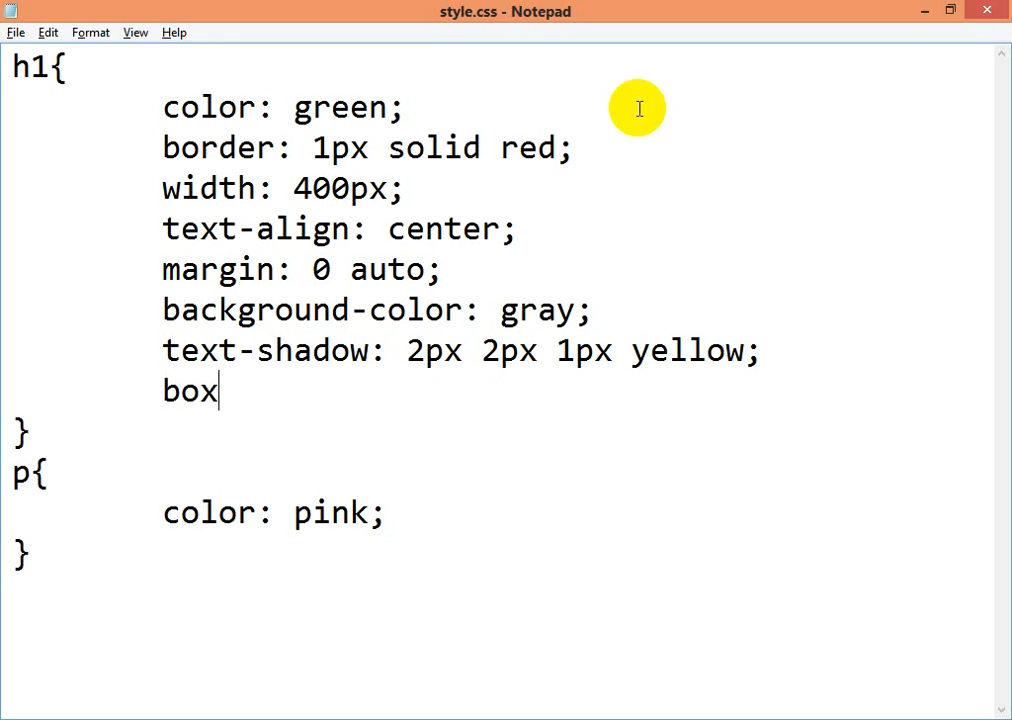 style.css - Notepad
File Edit Format View Help
h1{
color: green;
border: 1px solid red;
width: 400px;
text-align: center;
margin: 0 auto;
background-color: gray;
text-shadow: 2px 2px 1px yellow;
box
}
p{
color: pink;
}